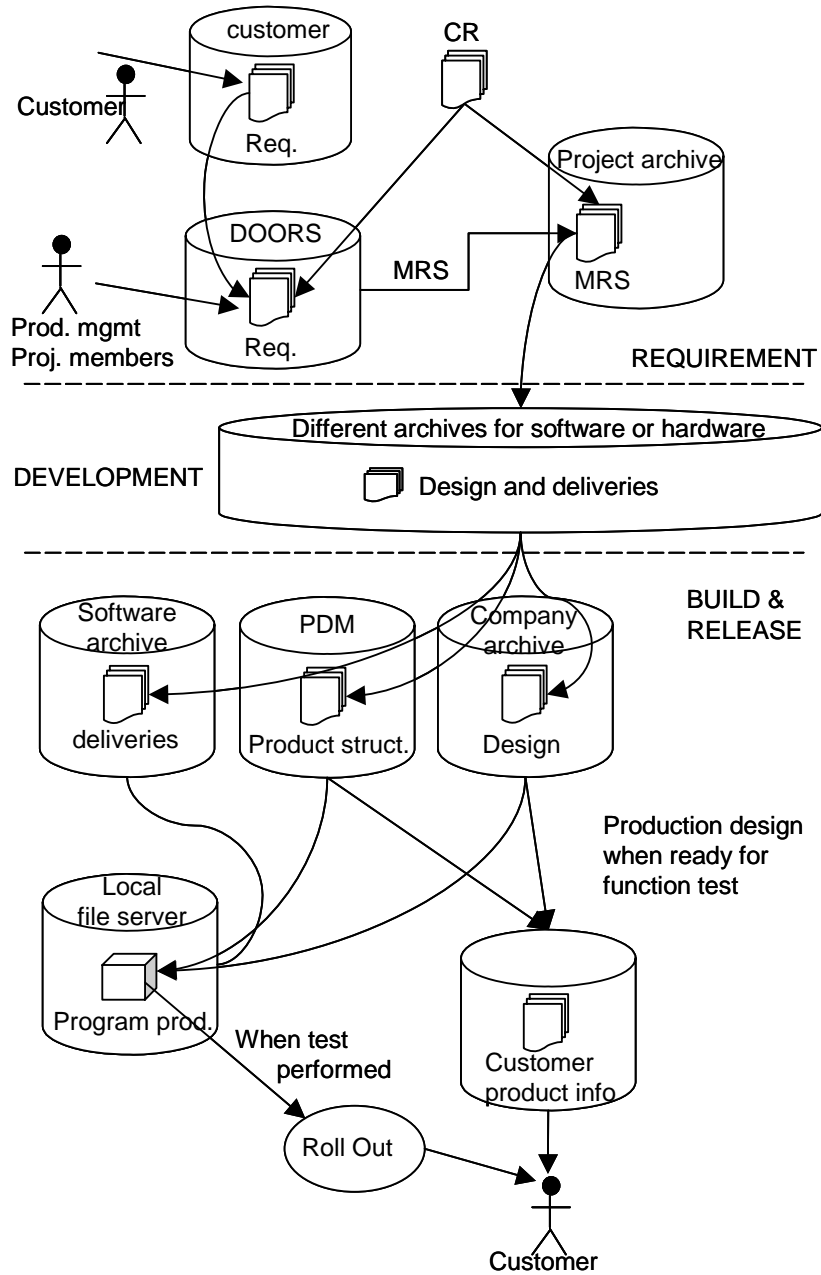 customer
CR
Customer
Req.
Project archive
DOORS
MRS
MRS
Prod. mgmt
Proj. members
Req.
REQUIREMENT
Different archives for software or hardware
DEVELOPMENT
Design and deliveries
BUILD &
RELEASE
Software
archive
deliveries
PDM
Product struct.
Company
archive
Design
Production design
when ready for
function test
Local
file server
Program prod.
When test
performed
Customer
product info
Roll Out
Customer